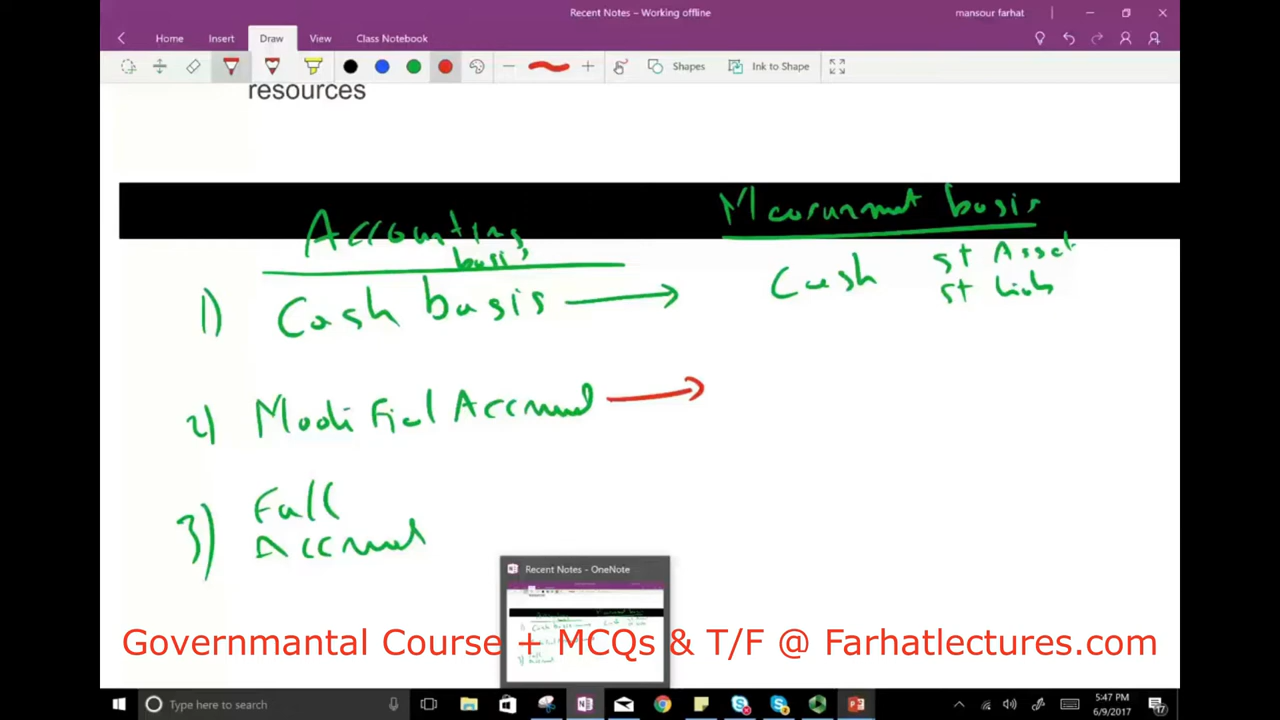 Recent Notes - Working offline
mansour farhat
Home Insert Draw View Class Notebook
Shapes Ink to Shape
resources
Accounting basis
Measurment basis
1) Cash basis → Cash st Asset
st Liab
2) Modified Accrual →
3) Full
Accrual
Recent Notes - OneNote
Governmantal Course + MCQs & T/F @ Farhatlectures.com
Type here to search
5:47 PM
6/9/2017
17